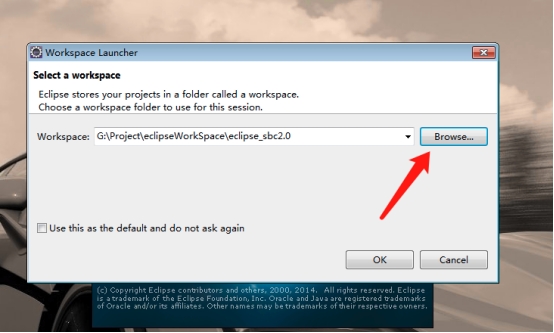 Workspace Launcher
Select a workspace
Eclipse stores your projects in a folder called a workspace.
Choose a workspace folder to use for this session.
Workspace: G:\Project\eclipseWorkSpace\eclipse_sbc2.0 Browse...
Use this as the default and do not ask again
OK Cancel
(c) Copyright Eclipse contributors and others, 2000, 2014. All rights reserved. Eclipse
is a trademark of the Eclipse Foundation, Inc. Oracle and Java are registered trademarks
of Oracle and/or its affiliates. Other names may be trademarks of their respective owners.